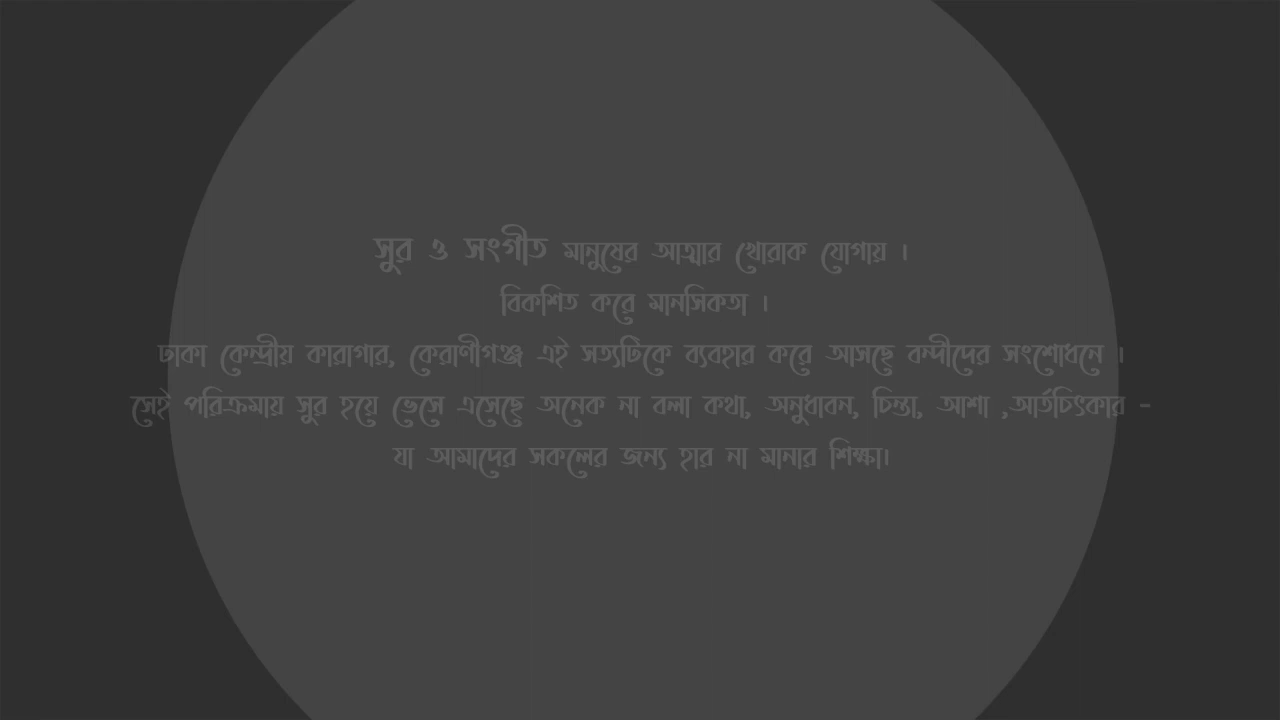 সুর ও সংগীত মানুষের আত্মার খোরাক যোগায় ।
বিকশিত করে মানসিকতা ।
ঢাকা কেন্দ্রীয় কারাগার, কেরাণীগঞ্জ এই সত্যটিকে ব্যবহার করে আসছে বন্দীদের সংশোধনে ।
সেই পরিক্রমায় সুর হয়ে ভেসে এসেছে অনেক না বলা কথা, অনুধাবন, চিন্তা, আশা ,আর্তচিৎকার -
যা আমাদের সকলের জন্য হার না মানার শিক্ষা।